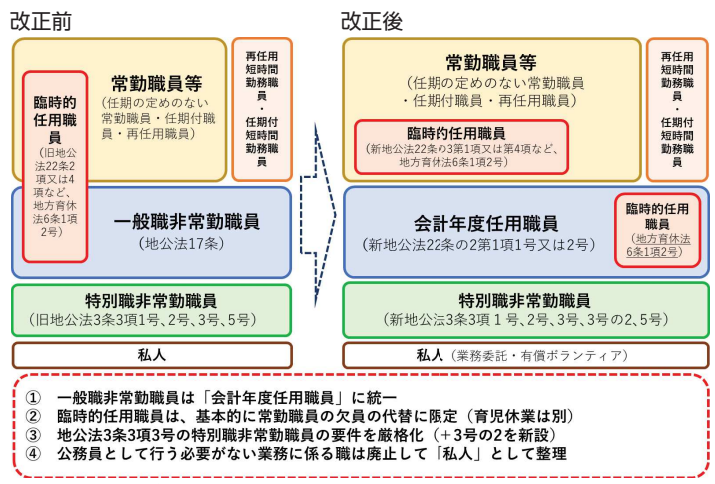 改正前
臨時的
任用職
員
(旧地公
法22条2
項又は4
項など、
地方育休
法6条1項
2号)
常勤職員等
(任期の定めのない
常勤職員・任期付職
員・再任用職員)
再任用
短時間
勤務職
員
・
任期付
短時間
勤務職
員
一般職非常勤職員
(地公法17条)
特別職非常勤職員
(旧地公法3条3項1号、2号、3号、5号)
私人
改正後
常勤職員等
(任期の定めのない常勤職員
・任期付職員・再任用職員)
臨時的任用職員
(新地公法22条の3第1項又は第4項など、
地方育休法6条1項2号)
再任用
短時間
勤務職
員
・
任期付
短時間
勤務職
員
会計年度任用職員
(新地公法22条の2第1項1号又は2号)
臨時的任用
職員
(地方育休法
6条1項2号)
特別職非常勤職員
(新地公法3条3項1号、2号、3号、3号の2、5号)
私人(業務委託・有償ボランティア)
① 一般職非常勤職員は「会計年度任用職員」に統一
② 臨時的任用職員は、基本的に常勤職員の欠員の代替に限定(育児休業は別)
③ 地公法3条3項3号の特別職非常勤職員の要件を厳格化(+3号の2を新設)
④ 公務員として行う必要がない業務に係る職は廃止して「私人」として整理